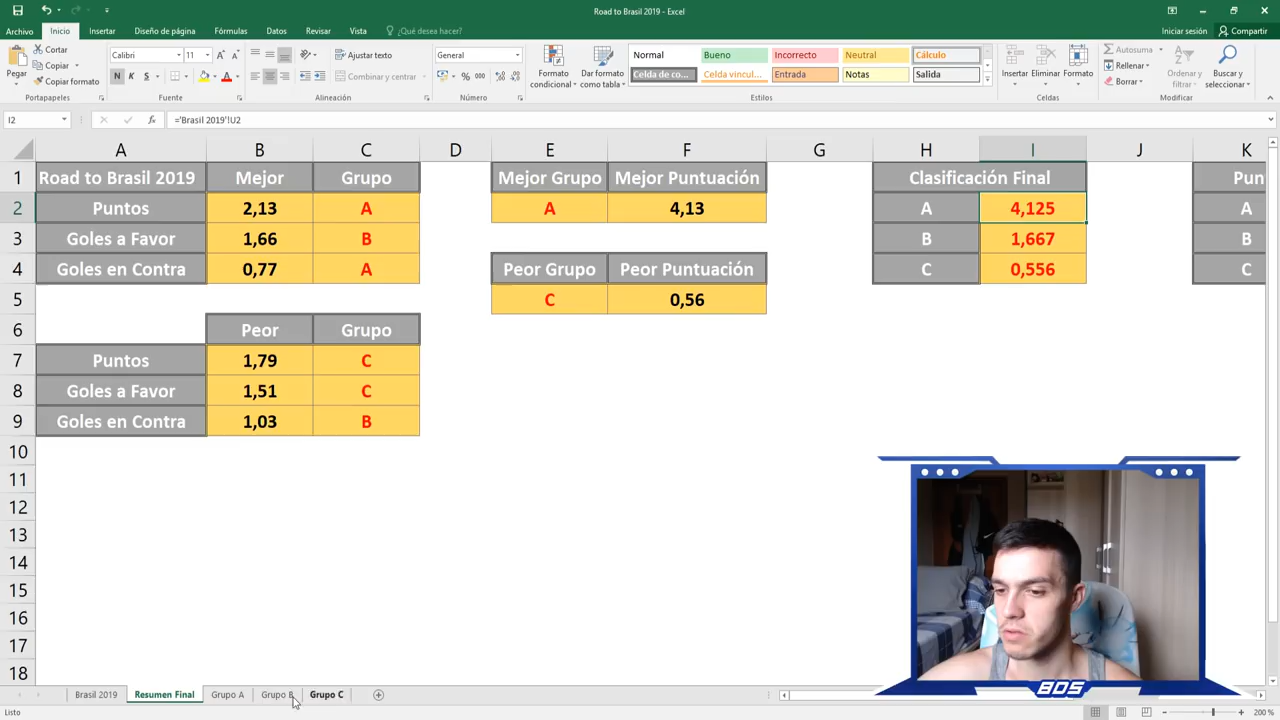 Road to Brasil 2019 - Excel
Archivo Inicio Insertar Diseño de página Fórmulas Datos Revisar Vista ¿Qué desea hacer? Iniciar sesión Compartir
Pegar
Cortar
Copiar
Copiar formato
Portapapeles
Calibri 11
N K S
Fuente
Ajustar texto
Combinar y centrar
Alineación
General
% 000
Número
Formato condicional
Dar formato como tabla
Normal Bueno Incorrecto Neutral Cálculo
Celda de co... Celda vincul... Entrada Notas Salida
Estilos
Insertar Eliminar Formato
Celdas
Autosuma
Rellenar
Borrar
Ordenar y filtrar
Buscar y seleccionar
Modificar
I2 fx ='Brasil 2019'!U2
A B C D E F G H I J K
1 Road to Brasil 2019 Mejor Grupo Mejor Grupo Mejor Puntuación Clasificación Final Pun
2 Puntos 2,13 A A 4,13 A 4,125 A
3 Goles a Favor 1,66 B B 1,667 B
4 Goles en Contra 0,77 A Peor Grupo Peor Puntuación C 0,556 C
5 C 0,56
6 Peor Grupo
7 Puntos 1,79 C
8 Goles a Favor 1,51 C
9 Goles en Contra 1,03 B
10
11
12
13
14
15
16
17
18
BDS
Brasil 2019 Resumen Final Grupo A Grupo B Grupo C
Listo 200 %